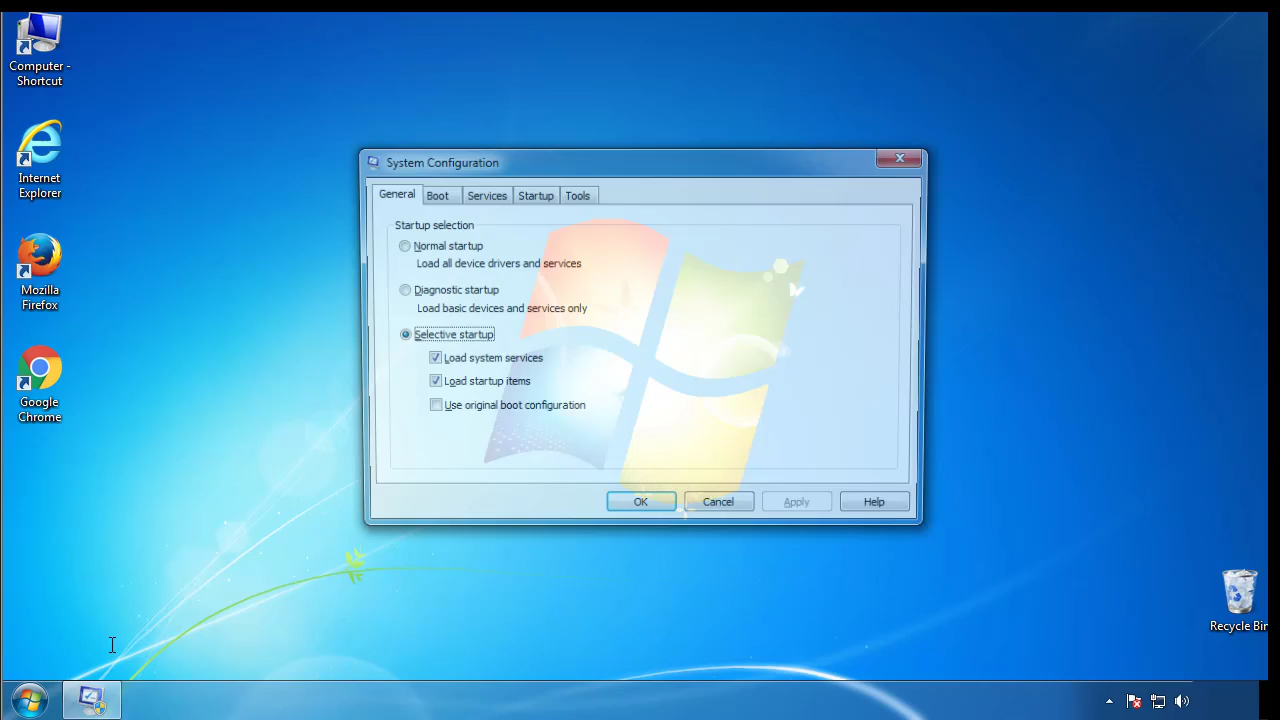 Computer -
Shortcut
Internet
Explorer
Mozilla
Firefox
Google
Chrome
System Configuration
General Boot Services Startup Tools
Startup selection
Normal startup
Load all device drivers and services
Diagnostic startup
Load basic devices and services only
Selective startup
Load system services
Load startup items
Use original boot configuration
OK Cancel Apply Help
Recycle Bin